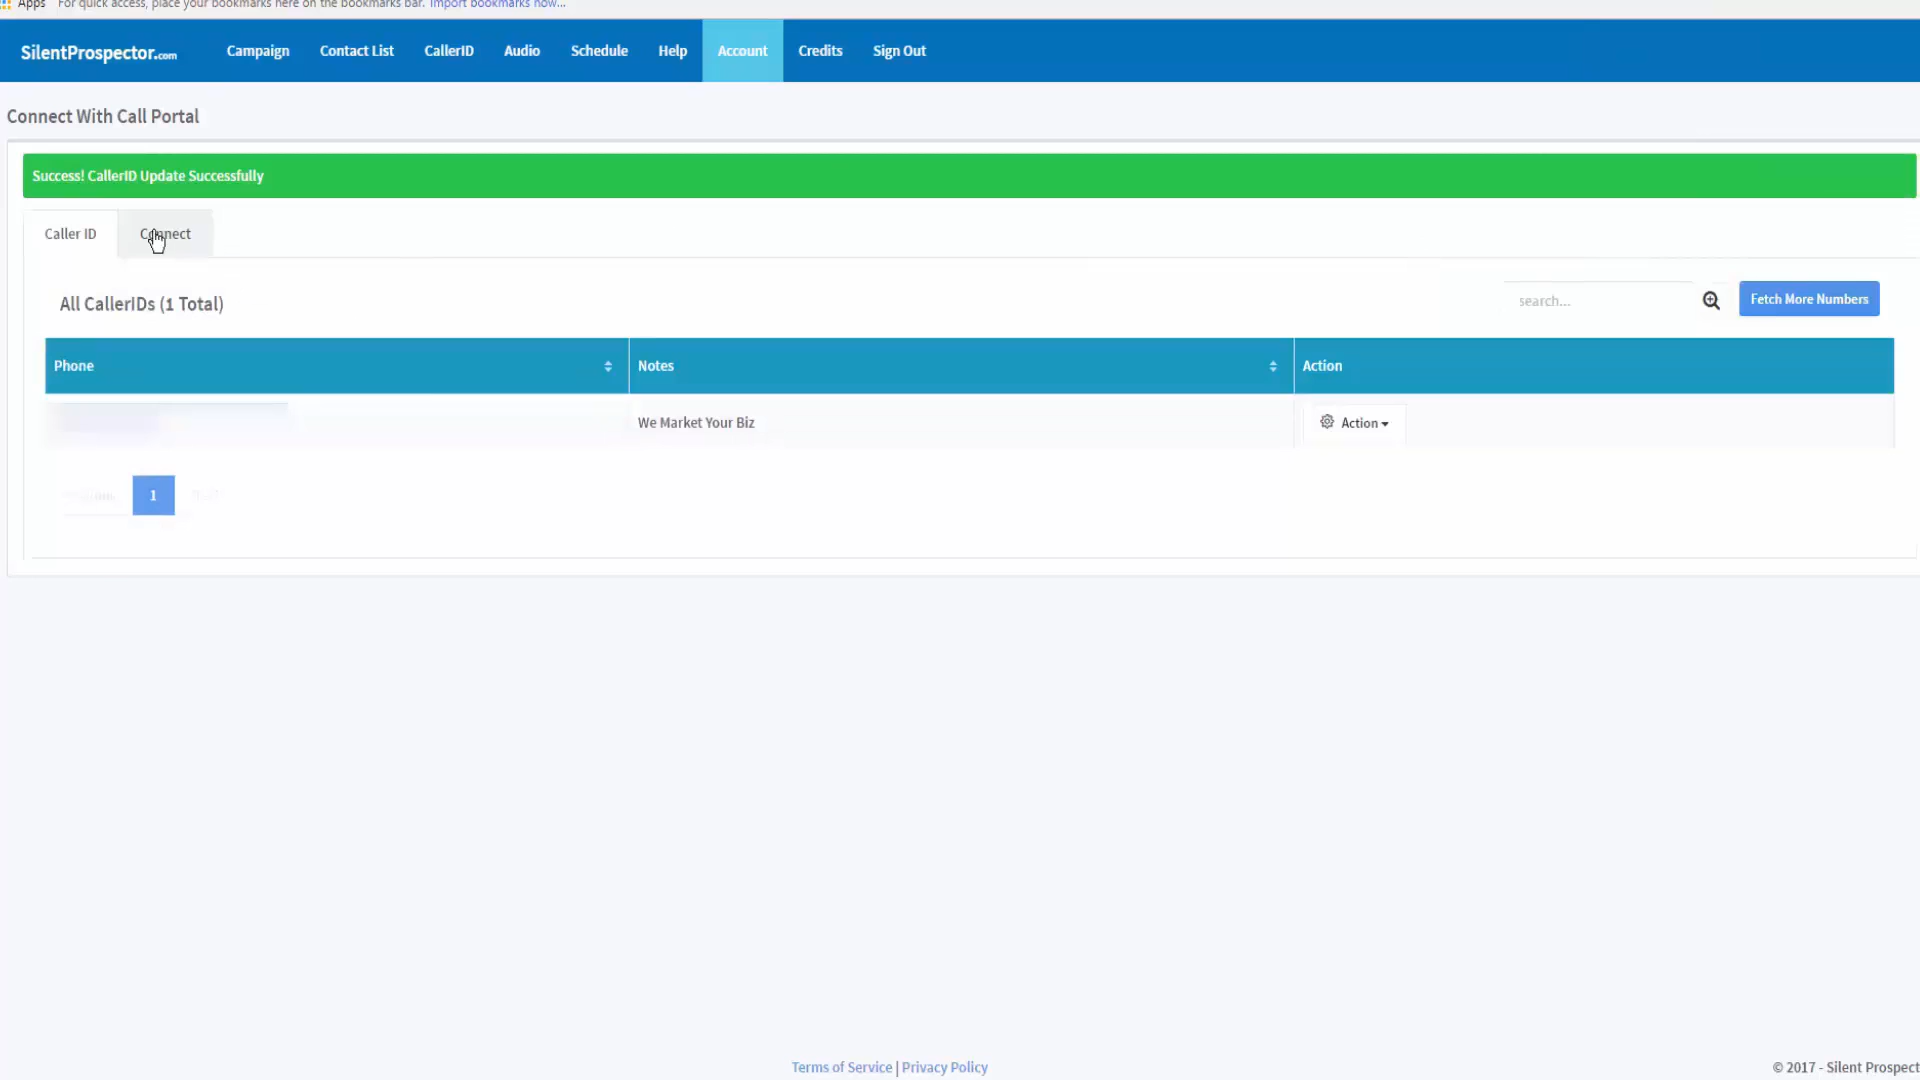 Apps For quick access, place your bookmarks here on the bookmarks bar. Import bookmarks now...
SilentProspector.com Campaign Contact List CallerID Audio Schedule Help Account Credits Sign Out
Connect With Call Portal
Success! CallerID Update Successfully
Caller ID Connect
All CallerIDs (1 Total) search... Fetch More Numbers
Phone Notes Action
We Market Your Biz Action
1
Terms of Service | Privacy Policy © 2017 - Silent Prospect